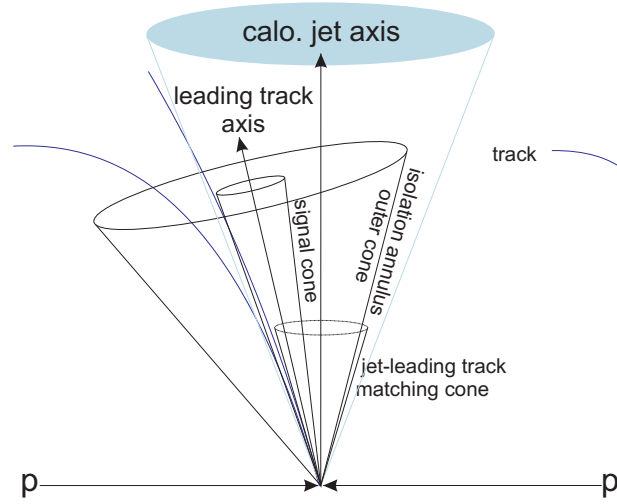 calo. jet axis
leading track
axis
track
isolation annulus
outer cone
signal cone
jet-leading track
matching cone
p
p